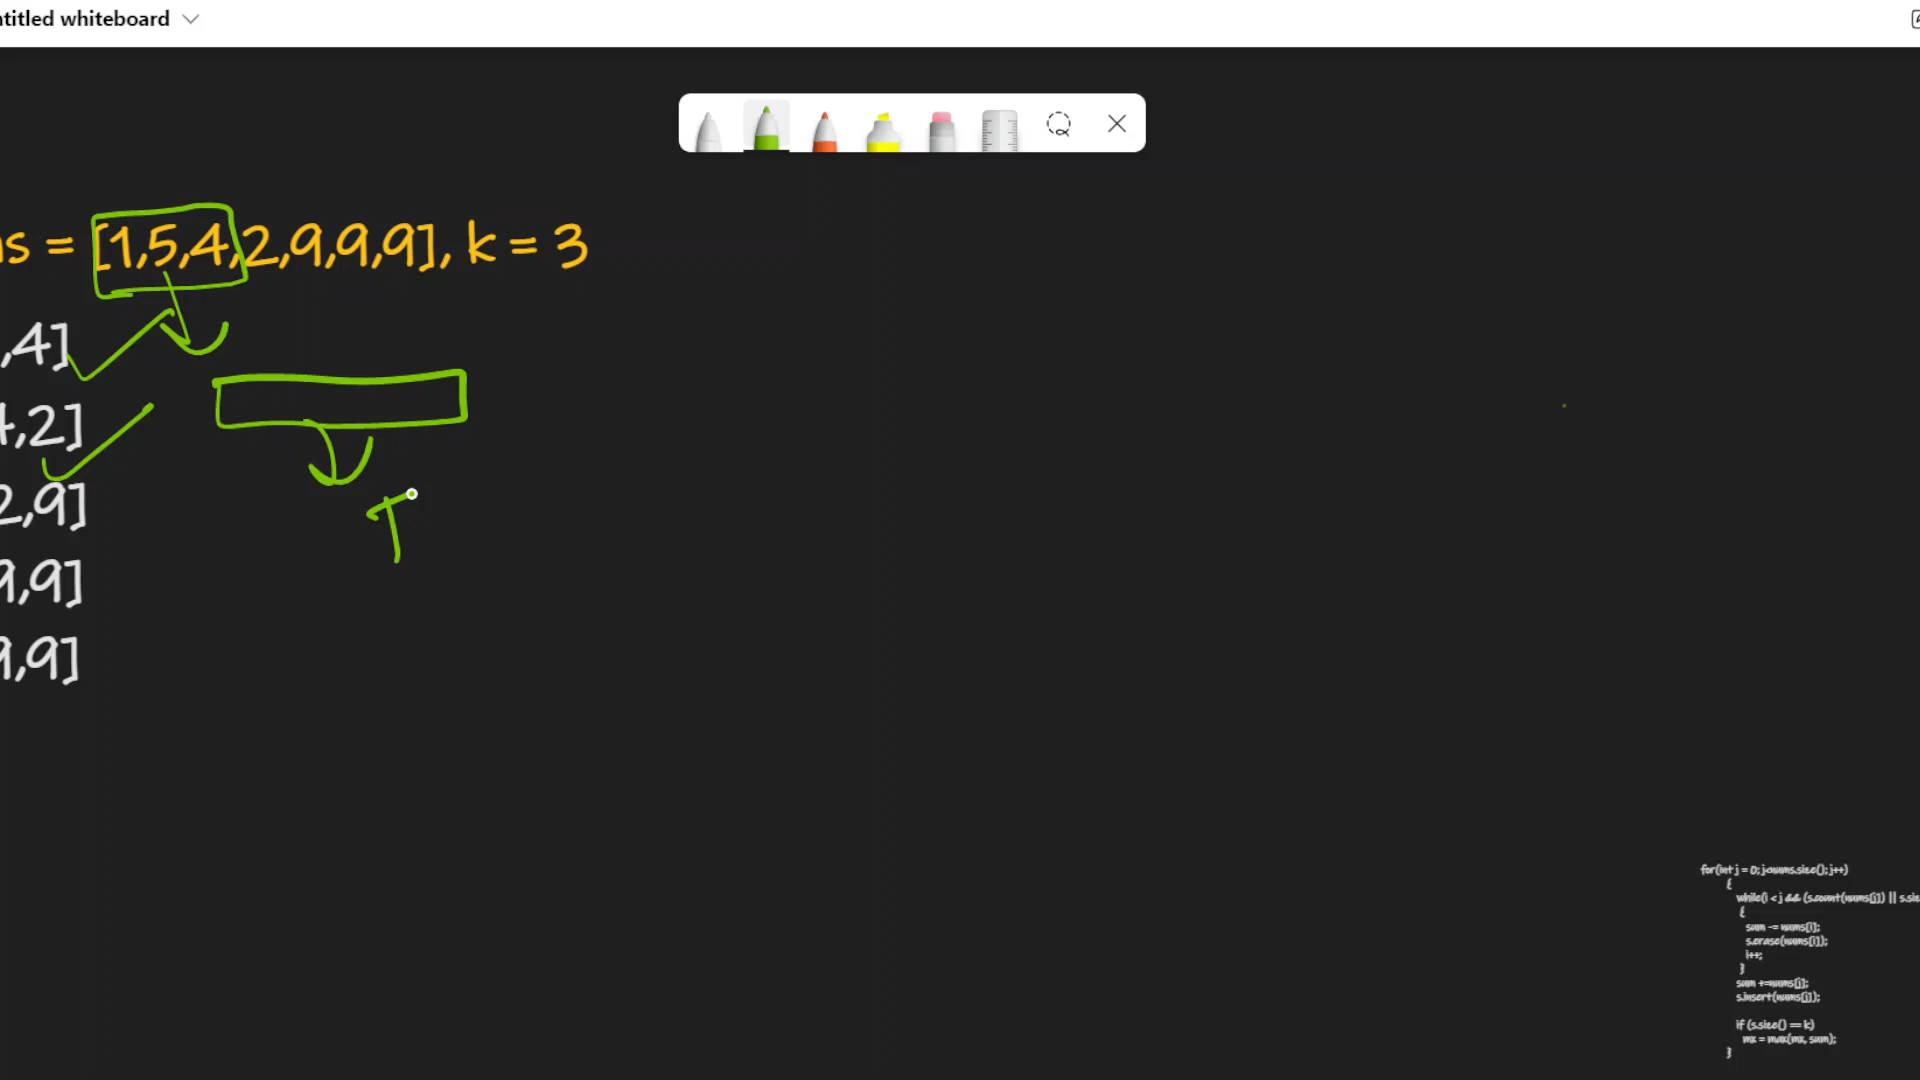 ntitled whiteboard
s = [1,5,4,2,9,9,9], k = 3
,4]
,2]
2,9]
9,9]
9,9]
T
for(int j = 0; j<nums.size(); j++)
{
while(i < j && (s.count(nums[j]) || s.size
{
sum -= nums[i];
s.erase(nums[i]);
i++;
}
sum +=nums[j];
s.insert(nums[j]);
if (s.size() == k)
mx = max(mx, sum);
}